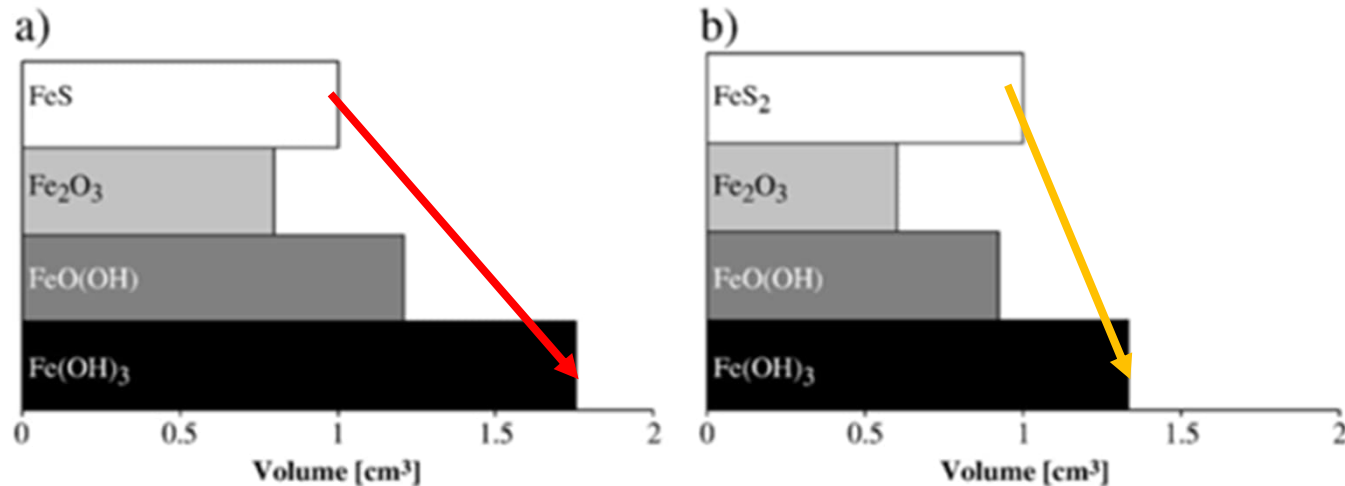 a)
FeS
Fe₂O₃
FeO(OH)
Fe(OH)₃
0 0.5 1 1.5 2
Volume [cm³]
b)
FeS₂
Fe₂O₃
FeO(OH)
Fe(OH)₃
0 0.5 1 1.5 2
Volume [cm³]